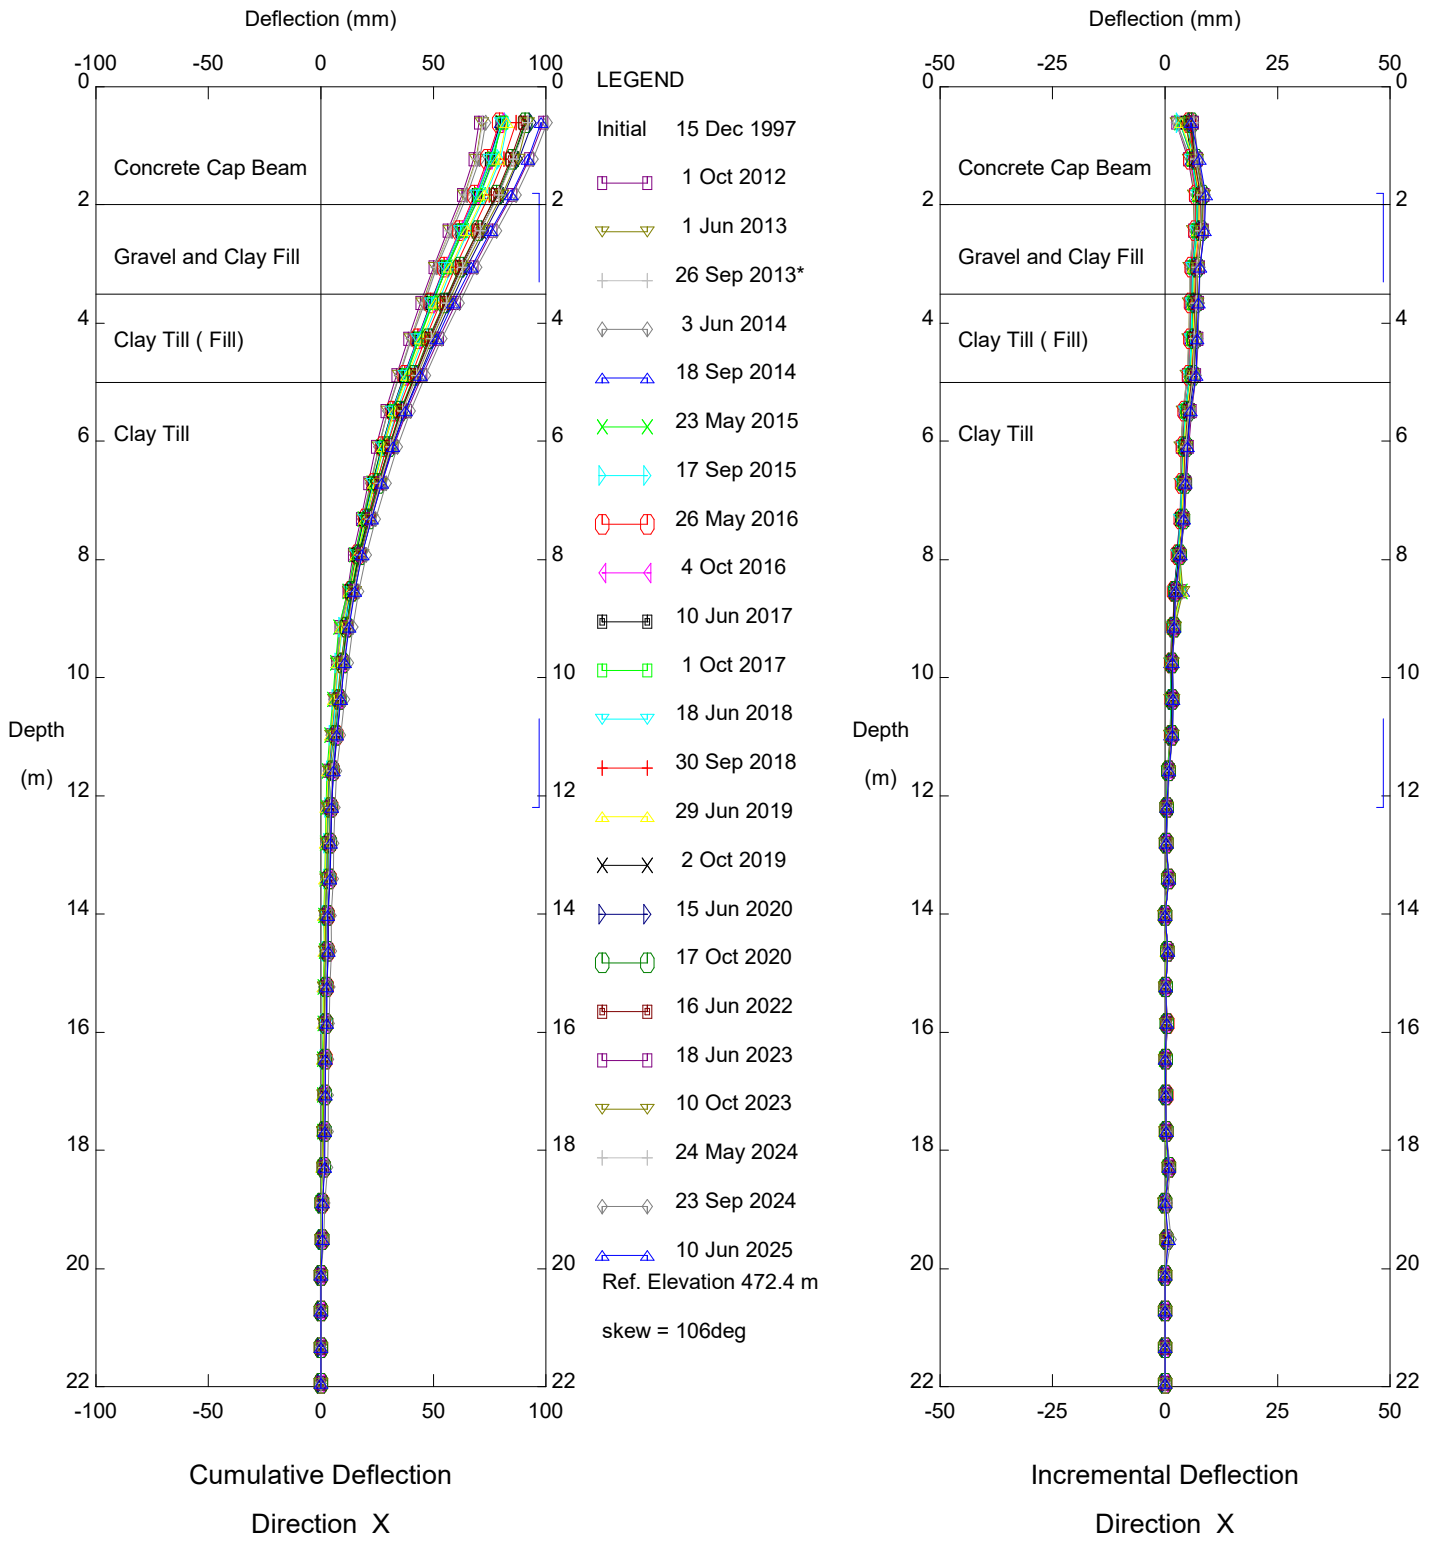 Deflection (mm)
-100 -50 0 50 100
0 0
Concrete Cap Beam
2 2
Gravel and Clay Fill
4 4
Clay Till ( Fill)
6 6
Clay Till
8 8
10 10
Depth
(m)
12 12
14 14
16 16
18 18
20 20
22 22
-100 -50 0 50 100
Cumulative Deflection
Direction X
LEGEND
Initial 15 Dec 1997
1 Oct 2012
1 Jun 2013
26 Sep 2013*
3 Jun 2014
18 Sep 2014
23 May 2015
17 Sep 2015
26 May 2016
4 Oct 2016
10 Jun 2017
1 Oct 2017
18 Jun 2018
30 Sep 2018
29 Jun 2019
2 Oct 2019
15 Jun 2020
17 Oct 2020
16 Jun 2022
18 Jun 2023
10 Oct 2023
24 May 2024
23 Sep 2024
10 Jun 2025
Ref. Elevation 472.4 m
skew = 106deg
Deflection (mm)
-50 -25 0 25 50
0 0
Concrete Cap Beam
2 2
Gravel and Clay Fill
4 4
Clay Till ( Fill)
6 6
Clay Till
8 8
10 10
Depth
(m)
12 12
14 14
16 16
18 18
20 20
22 22
-50 -25 0 25 50
Incremental Deflection
Direction X